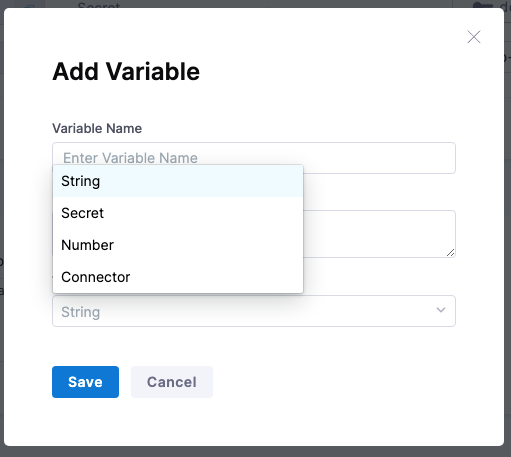 Secret
Add Variable
Variable Name
Enter Variable Name
String
Secret
Number
Connector
String
Save
Cancel